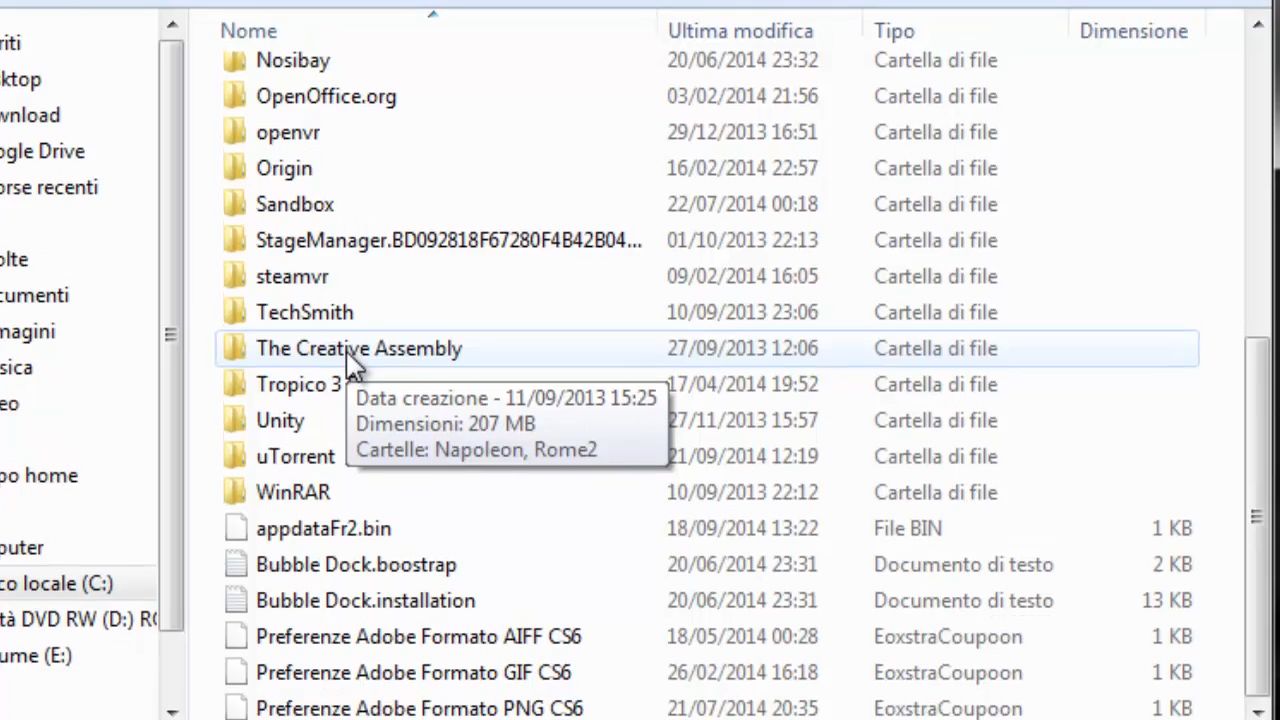 Nome Ultima modifica Tipo Dimensione
riti
Nosibay 20/06/2014 23:32 Cartella di file
ktop
OpenOffice.org 03/02/2014 21:56 Cartella di file
wnload
openvr 29/12/2013 16:51 Cartella di file
ogle Drive
Origin 16/02/2014 22:57 Cartella di file
orse recenti
Sandbox 22/07/2014 00:18 Cartella di file
StageManager.BD092818F67280F4B42B04... 01/10/2013 22:13 Cartella di file
olte
steamvr 09/02/2014 16:05 Cartella di file
cumenti
TechSmith 10/09/2013 23:06 Cartella di file
magini
The Creative Assembly 27/09/2013 12:06 Cartella di file
sica
Tropico 3 17/04/2014 19:52 Cartella di file
Data creazione - 11/09/2013 15:25
eo
Unity 27/11/2013 15:57 Cartella di file
Dimensioni: 207 MB
Cartelle: Napoleon, Rome2
uTorrent 21/09/2014 12:19 Cartella di file
po home
WinRAR 10/09/2013 22:12 Cartella di file
appdataFr2.bin 18/09/2014 13:22 File BIN 1 KB
puter
Bubble Dock.boostrap 20/06/2014 23:31 Documento di testo 2 KB
co locale (C:)
Bubble Dock.installation 20/06/2014 23:31 Documento di testo 13 KB
tà DVD RW (D:) RO
Preferenze Adobe Formato AIFF CS6 18/05/2014 00:28 EoxstraCoupoon 1 KB
ume (E:)
Preferenze Adobe Formato GIF CS6 26/02/2014 16:18 EoxstraCoupoon 1 KB
Preferenze Adobe Formato PNG CS6 21/07/2014 20:35 EoxstraCoupoon 1 KB